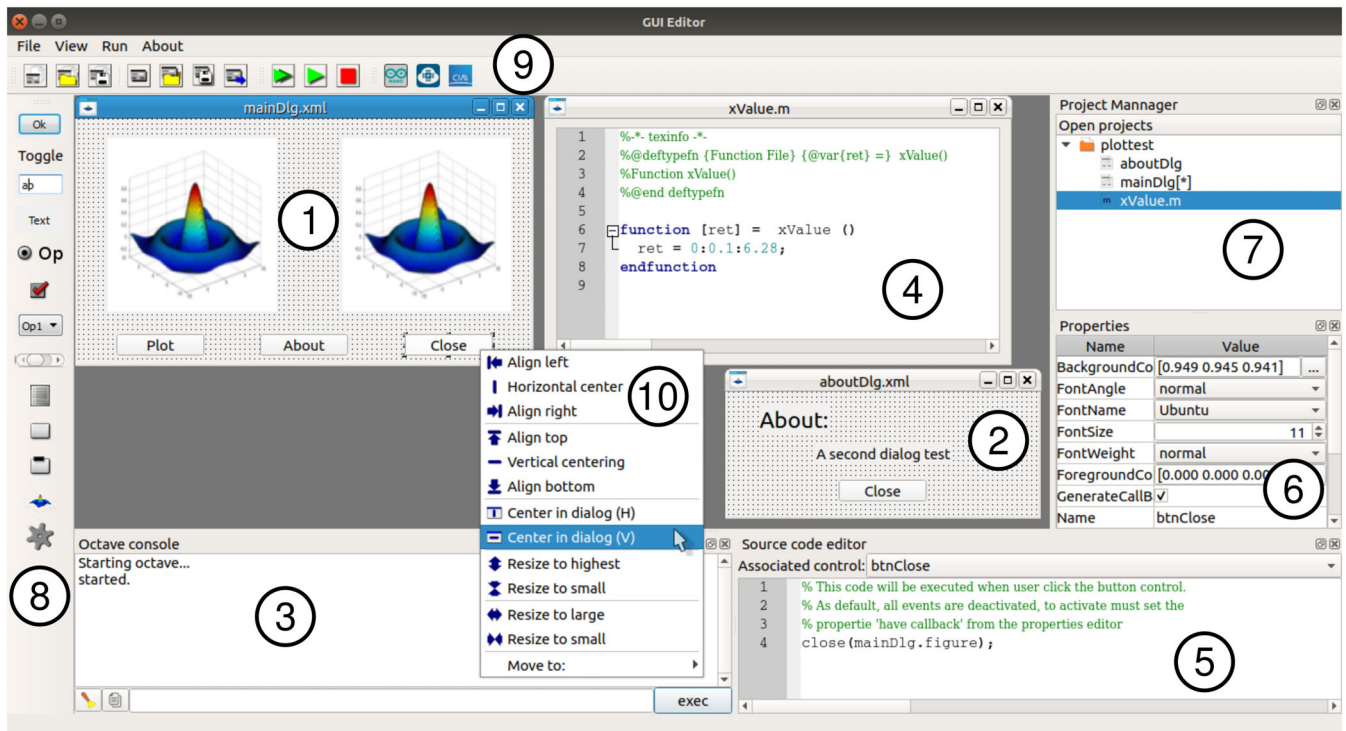 GUI Editor
File View Run About
9
Ok
Toggle
ab
Text
Op
Op1
8
mainDlg.xml
1
Plot About Close
xValue.m
1 %-*- texinfo -*-
2 %@deftypefn {Function File} {@var{ret} =} xValue()
3 %Function xValue()
4 %@end deftypefn
5
6 function [ret] = xValue ()
7 ret = 0:0.1:6.28;
8 endfunction
9
4
Project Mannager
Open projects
plottest
aboutDlg
mainDlg[*]
m xValue.m
7
Align left
Horizontal center
Align right
Align top
Vertical centering
Align bottom
Center in dialog (H)
Center in dialog (V)
Resize to highest
Resize to small
Resize to large
Resize to small
Move to:
10
aboutDlg.xml
About:
A second dialog test
Close
2
Properties
Name Value
BackgroundCo [0.949 0.945 0.941] ...
FontAngle normal
FontName Ubuntu
FontSize 11
FontWeight normal
ForegroundCo [0.000 0.000 0.00
GenerateCallB
Name btnClose
6
Octave console
Starting octave...
started.
3
exec
Source code editor
Associated control: btnClose
1 % This code will be executed when user click the button control.
2 % As default, all events are deactivated, to activate must set the
3 % propertie 'have callback' from the properties editor
4 close(mainDlg.figure);
5